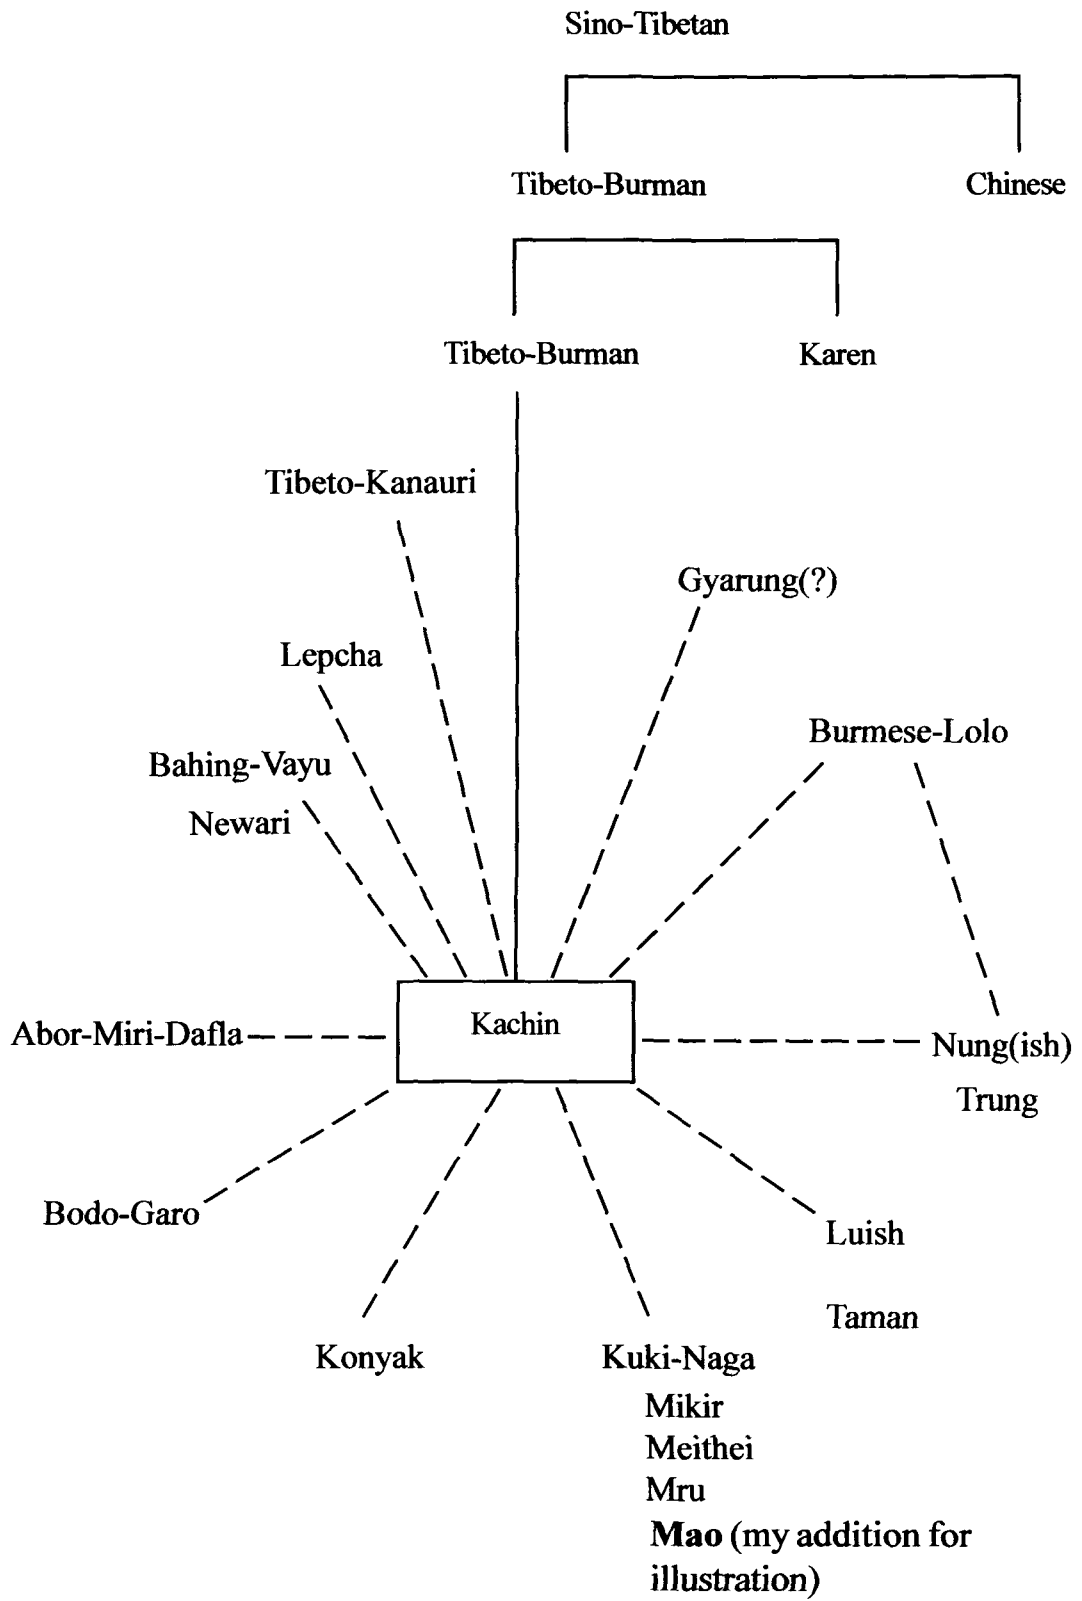 Sino-Tibetan
Tibeto-Burman
Chinese
Tibeto-Burman
Karen
Tibeto-Kanauri
Gyarung(?)
Lepcha
Burmese-Lolo
Bahing-Vayu
Newari
Kachin
Abor-Miri-Dafla
Nung(ish)
Trung
Bodo-Garo
Luish
Taman
Konyak
Kuki-Naga
Mikir
Meithei
Mru
Mao (my addition for
illustration)